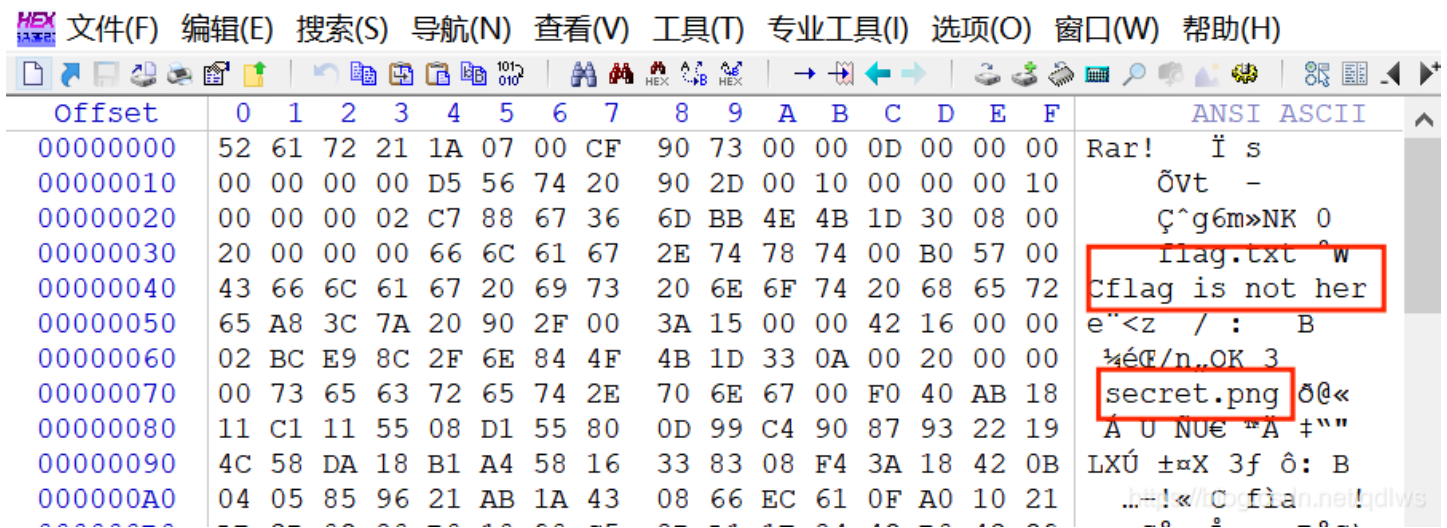 文件(F) 编辑(E) 搜索(S) 导航(N) 查看(V) 工具(T) 专业工具(I) 选项(O) 窗口(W) 帮助(H)
Offset 0 1 2 3 4 5 6 7 8 9 A B C D E F ANSI ASCII
00000000 52 61 72 21 1A 07 00 CF 90 73 00 00 0D 00 00 00 Rar! Ï s
00000010 00 00 00 00 D5 56 74 20 90 2D 00 10 00 00 00 10 ÕVt -
00000020 00 00 00 02 C7 88 67 36 6D BB 4E 4B 1D 30 08 00 Çˆg6m»NK 0
00000030 20 00 00 00 66 6C 61 67 2E 74 78 74 00 B0 57 00 flag.txt °W
00000040 43 66 6C 61 67 20 69 73 20 6E 6F 74 20 68 65 72 Cflag is not her
00000050 65 A8 3C 7A 20 90 2F 00 3A 15 00 00 42 16 00 00 e¨<z / : B
00000060 02 BC E9 8C 2F 6E 84 4F 4B 1D 33 0A 00 20 00 00 ¼éŒ/n„OK 3
00000070 00 73 65 63 72 65 74 2E 70 6E 67 00 F0 40 AB 18 secret.png ð@«
00000080 11 C1 11 55 08 D1 55 80 0D 99 C4 90 87 93 22 19 Á U ÑU€ ™Ä ‡“"
00000090 4C 58 DA 18 B1 A4 58 16 33 83 08 F4 3A 18 42 0B LXÚ ±¤X 3ƒ ô: B
000000A0 04 05 85 96 21 AB 1A 43 08 66 EC 61 0F A0 10 21 …–!« C fìa !